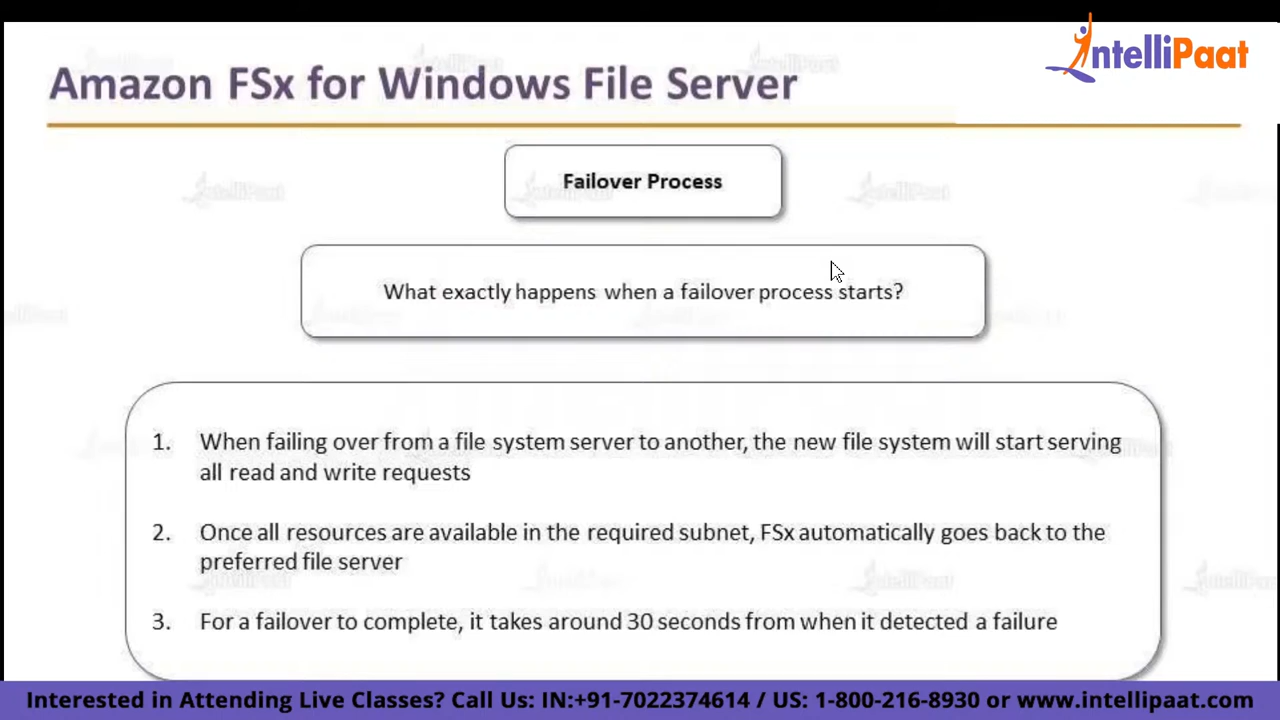 IntelliPaat
Amazon FSx for Windows File Server
Failover Process
What exactly happens when a failover process starts?
1. When failing over from a file system server to another, the new file system will start serving
all read and write requests
2. Once all resources are available in the required subnet, FSx automatically goes back to the
preferred file server
3. For a failover to complete, it takes around 30 seconds from when it detected a failure
Interested in Attending Live Classes? Call Us: IN:+91-7022374614 / US: 1-800-216-8930 or www.intellipaat.com